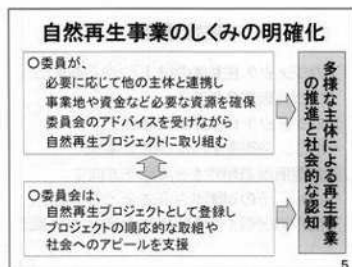 自然再生事業のしくみの明確化
○委員が、
必要に応じて他の主体と連携し
事業地や資金など必要な資源を確保
委員会のアドバイスを受けながら
自然再生プロジェクトに取り組む
○委員会は、
自然再生プロジェクトとして登録し
プロジェクトの順応的な取組や
社会へのアピールを支援
多様な主体による再生事業
の推進と社会的な認知
5